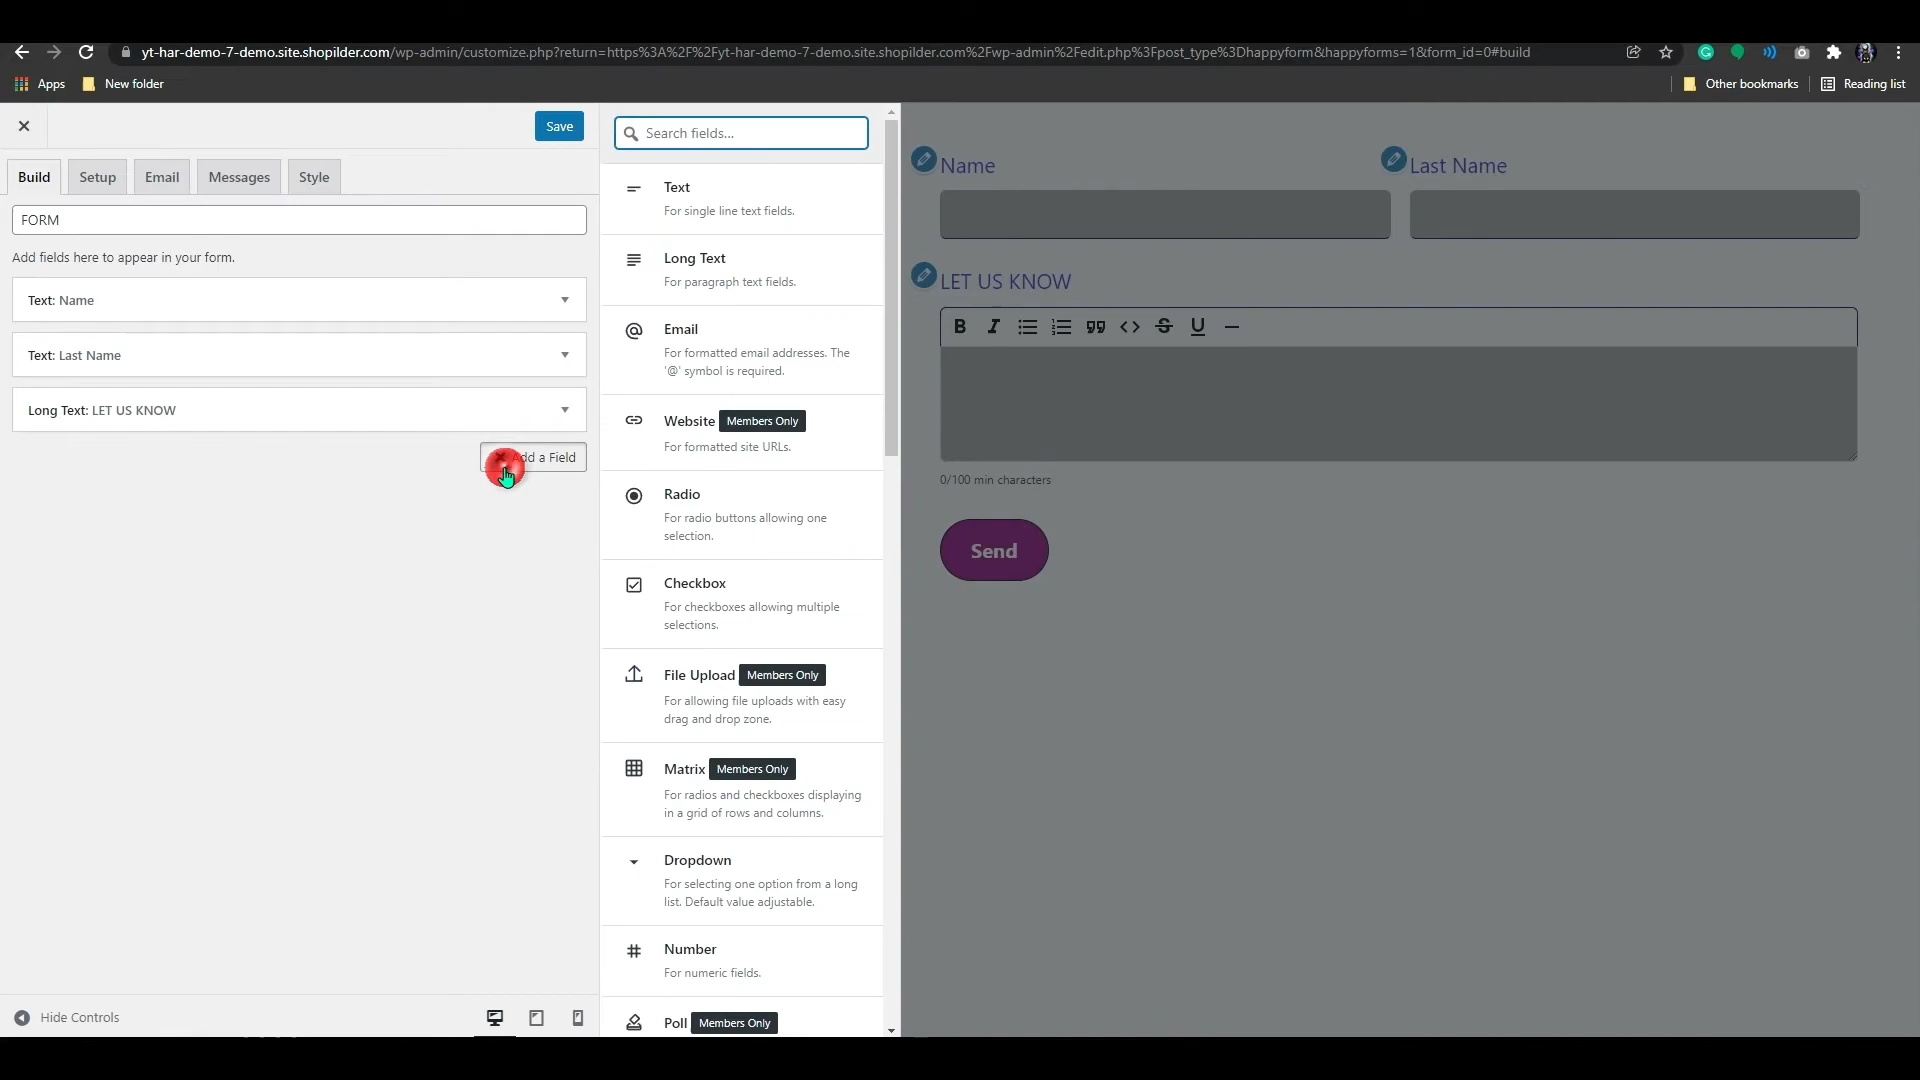 yt-har-demo-7-demo.site.shopilder.com/wp-admin/customize.php?return=https%3A%2F%2Fyt-har-demo-7-demo.site.shopilder.com%2Fwp-admin%2Fedit.php%3Fpost_type%3Dhappyform&happyforms=1&form_id=0#build
Apps
New folder
Other bookmarks
Reading list
Save
Build
Setup
Email
Messages
Style
FORM
Add fields here to appear in your form.
Text: Name
Text: Last Name
Long Text: LET US KNOW
a Field
Hide Controls
Search fields...
Text
For single line text fields.
Long Text
For paragraph text fields.
Email
For formatted email addresses. The
'@' symbol is required.
Website Members Only
For formatted site URLs.
Radio
For radio buttons allowing one
selection.
Checkbox
For checkboxes allowing multiple
selections.
File Upload Members Only
For allowing file uploads with easy
drag and drop zone.
Matrix Members Only
For radios and checkboxes displaying
in a grid of rows and columns.
Dropdown
For selecting one option from a long
list. Default value adjustable.
Number
For numeric fields.
Poll Members Only
Name
Last Name
LET US KNOW
B I U
0/100 min characters
Send